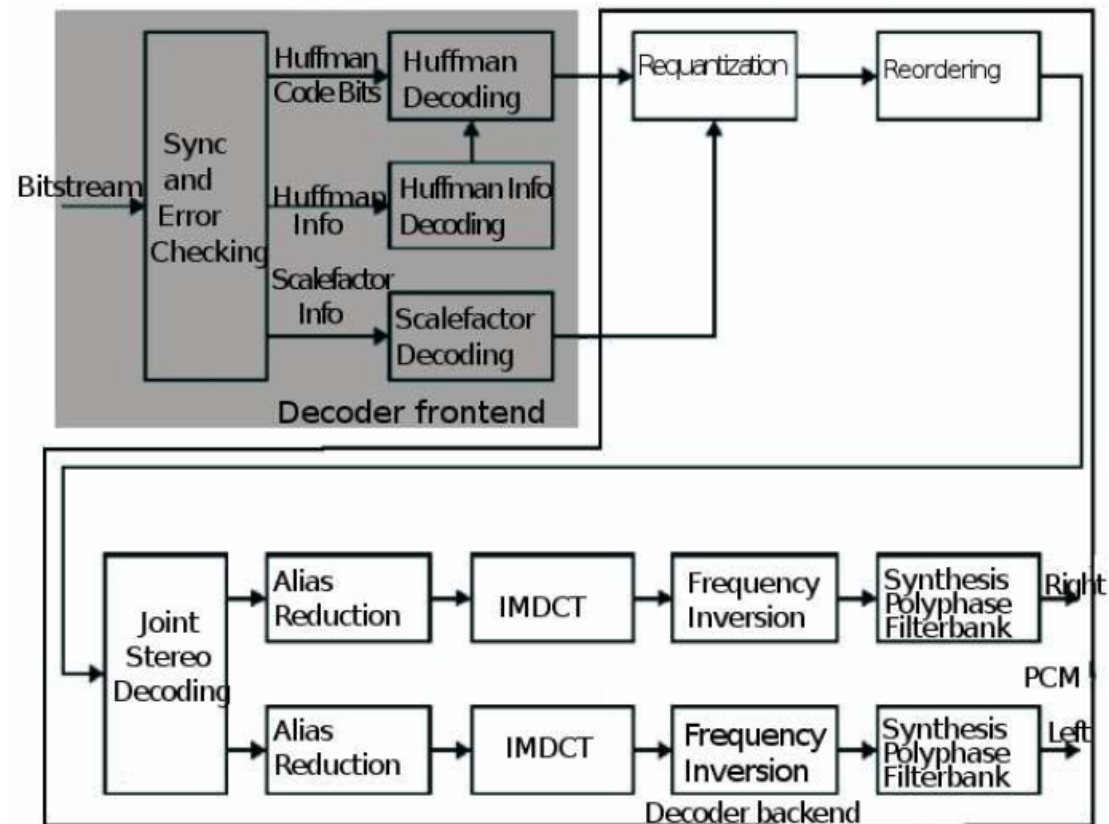 Bitstream
Sync
and
Error
Checking
Huffman
Code Bits
Huffman
Decoding
Huffman
Info
Huffman Info
Decoding
Scalefactor
Info
Scalefactor
Decoding
Decoder frontend
Requantization
Reordering
Joint
Stereo
Decoding
Alias
Reduction
IMDCT
Frequency
Inversion
Synthesis
Polyphase
Filterbank
Right
PCM
Alias
Reduction
IMDCT
Frequency
Inversion
Synthesis
Polyphase
Filterbank
Left
Decoder backend